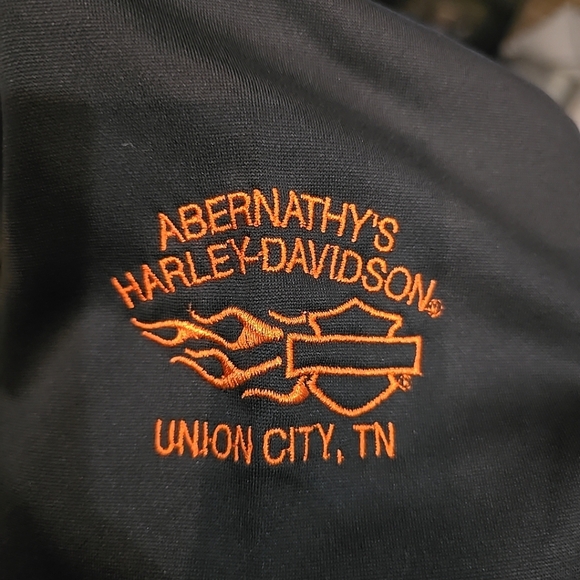 ABERNATHY'S
HARLEY-DAVIDSON®
®
UNION CITY, TN